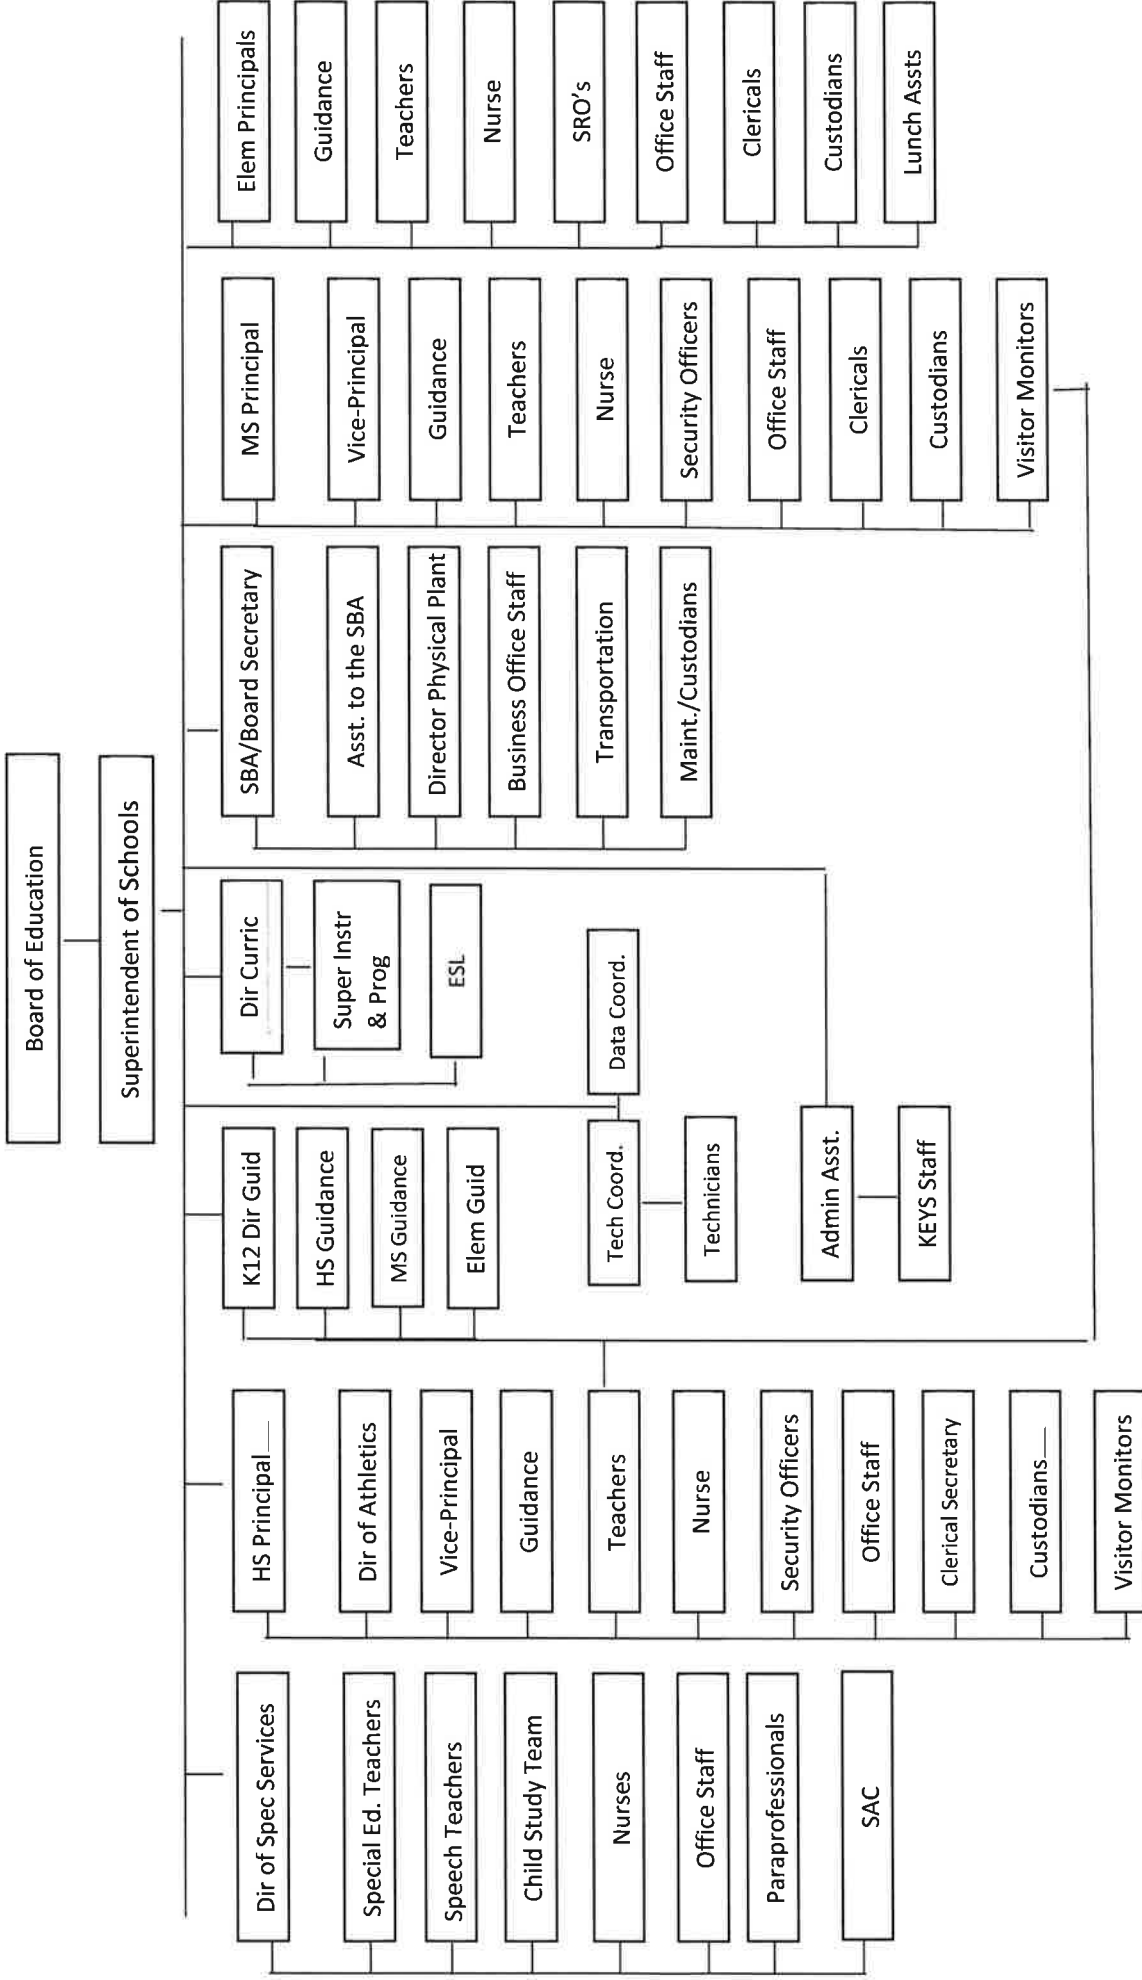 Board of Education
Superintendent of Schools
Dir of Spec Services
Special Ed. Teachers
Speech Teachers
Child Study Team
Nurses
Office Staff
Paraprofessionals
SAC
HS Principal
Dir of Athletics
Vice-Principal
Guidance
Teachers
Nurse
Security Officers
Office Staff
Clerical Secretary
Custodians
Visitor Monitors
K12 Dir Guid
HS Guidance
MS Guidance
Elem Guid
Tech Coord.
Data Coord.
Technicians
Admin Asst.
KEYS Staff
Dir Curric
Super Instr
& Prog
ESL
SBA/Board Secretary
Asst. to the SBA
Director Physical Plant
Business Office Staff
Transportation
Maint./Custodians
MS Principal
Vice-Principal
Guidance
Teachers
Nurse
Security Officers
Office Staff
Clericals
Custodians
Visitor Monitors
Elem Principals
Guidance
Teachers
Nurse
SRO's
Office Staff
Clericals
Custodians
Lunch Assts